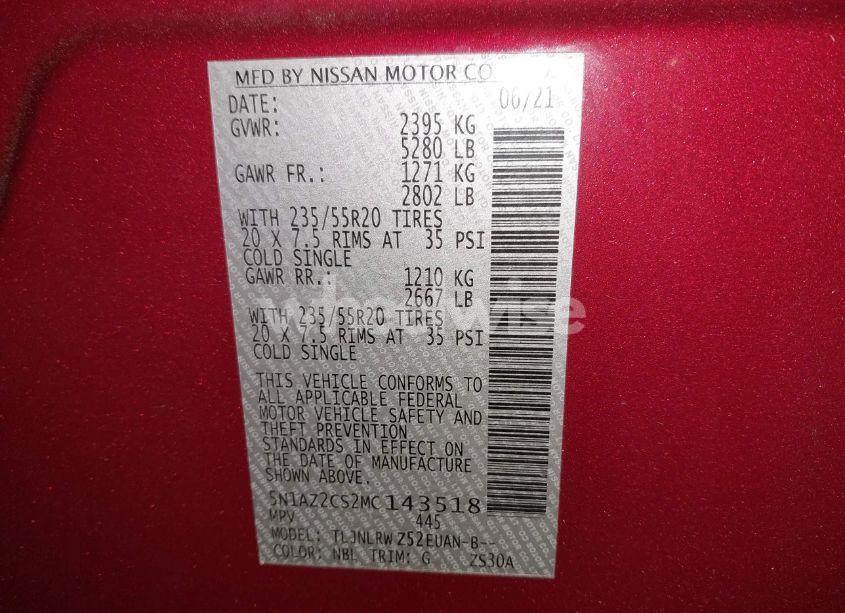 MFD BY NISSAN MOTOR CO
DATE: 06/21
GVWR: 2395 KG
5280 LB
GAWR FR.: 1271 KG
2802 LB
WITH 235/55R20 TIRES
20 X 7.5 RIMS AT 35 PSI
COLD SINGLE
GAWR RR.: 1210 KG
2667 LB
WITH 235/55R20 TIRES
20 X 7.5 RIMS AT 35 PSI
COLD SINGLE
THIS VEHICLE CONFORMS TO
ALL APPLICABLE FEDERAL
MOTOR VEHICLE SAFETY AND
THEFT PREVENTION
STANDARDS IN EFFECT ON
THE DATE OF MANUFACTURE
SHOWN ABOVE.
5N1AZ2CS2MC143518
MPV 445
MODEL: TLJNLRW Z52EUAN-B--
COLOR: NBL TRIM: G ZS30A